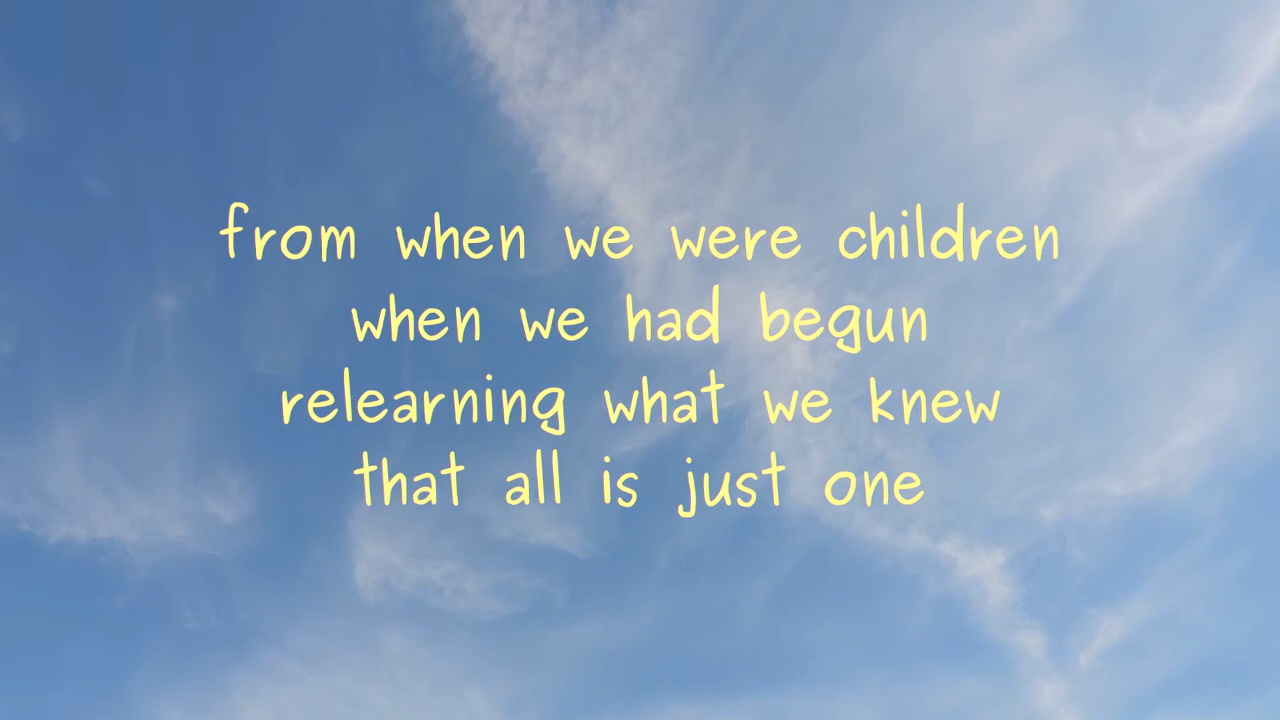 from when we were children
when we had begun
relearning what we knew
that all is just one